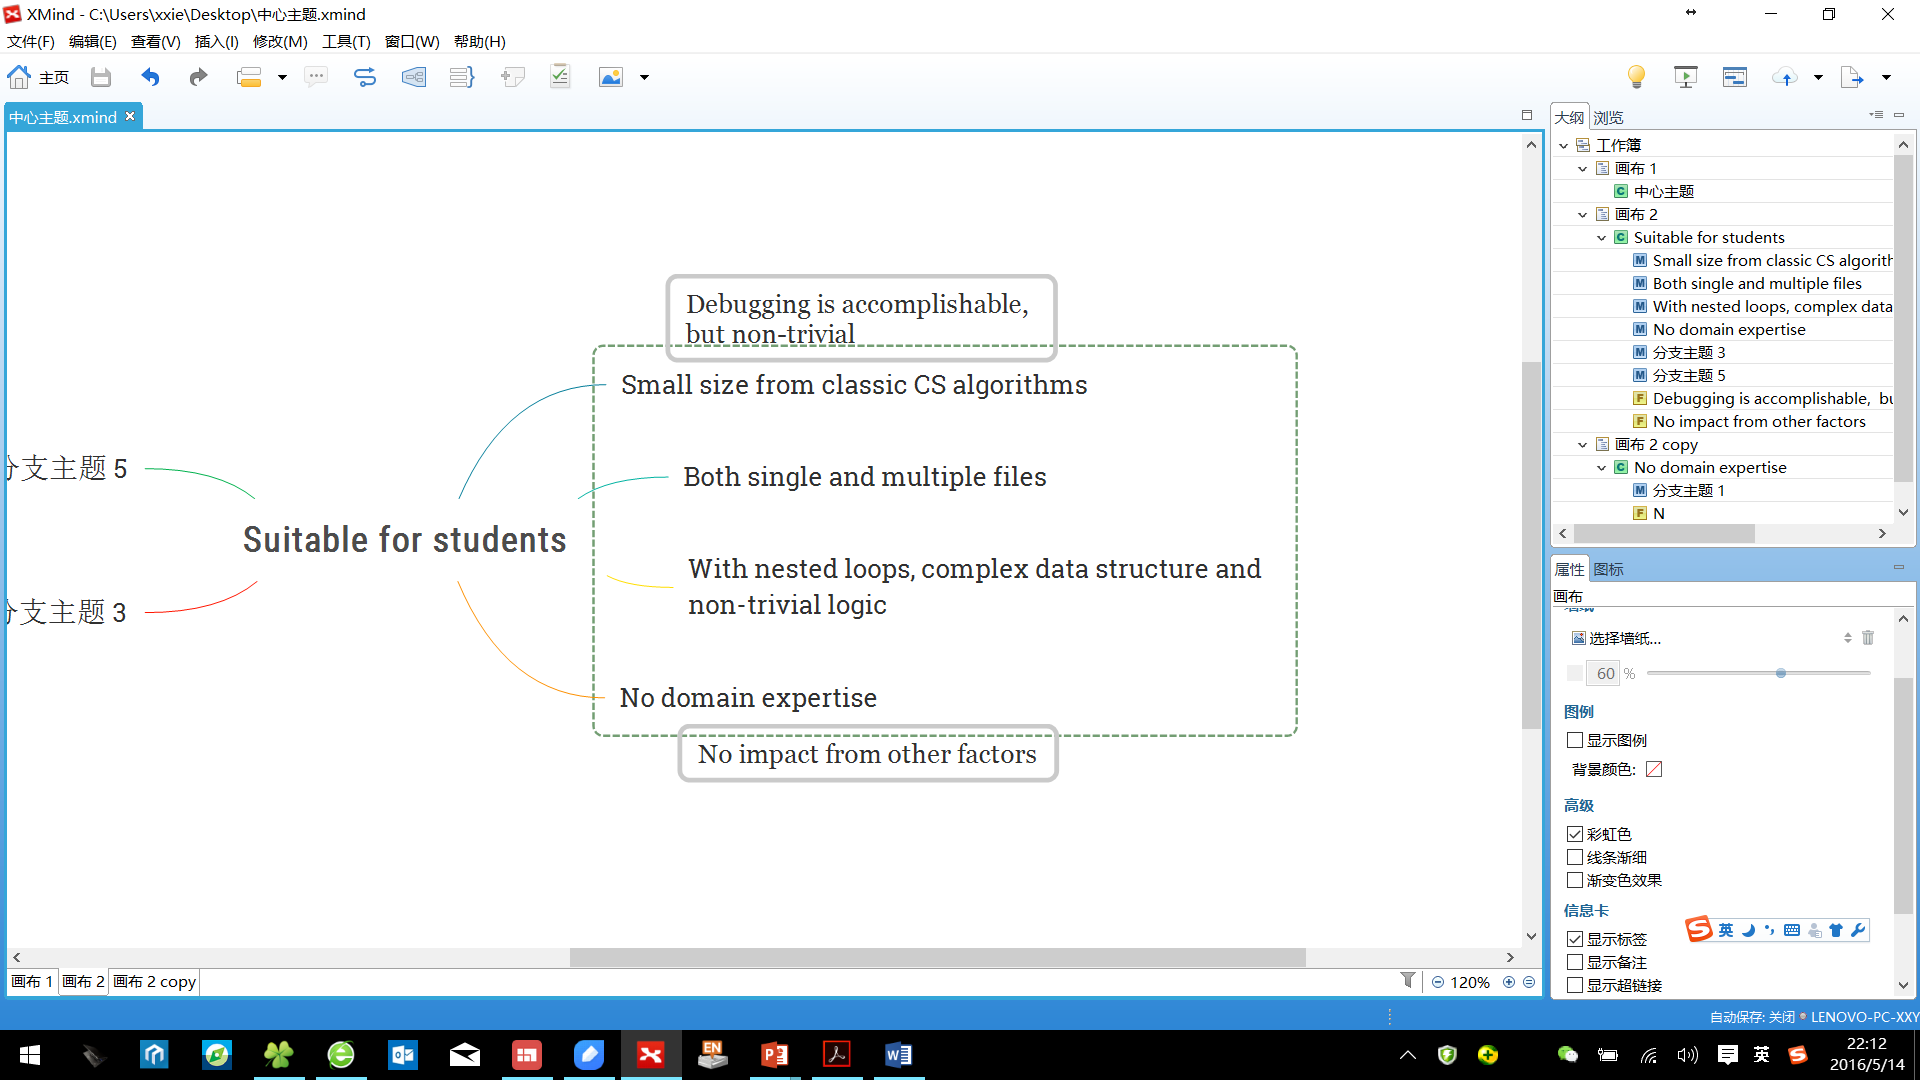 XMind - C:\Users\xxie\Desktop\中心主题.xmind
文件(F) 编辑(E) 查看(V) 插入(I) 修改(M) 工具(T) 窗口(W) 帮助(H)
主页
中心主题.xmind
Debugging is accomplishable,
but non-trivial
Small size from classic CS algorithms
Both single and multiple files
With nested loops, complex data structure and
non-trivial logic
No domain expertise
No impact from other factors
Suitable for students
分支主题 5
分支主题 3
画布 1 画布 2 画布 2 copy
120%
大纲 浏览
工作簿
画布 1
中心主题
画布 2
Suitable for students
Small size from classic CS algorith
Both single and multiple files
With nested loops, complex data
No domain expertise
分支主题 3
分支主题 5
Debugging is accomplishable, bu
No impact from other factors
画布 2 copy
No domain expertise
分支主题 1
N
属性 图标
画布
选择墙纸...
60 %
图例
显示图例
背景颜色:
高级
彩虹色
线条渐细
渐变色效果
信息卡
显示标签
显示备注
显示超链接
英
自动保存: 关闭 LENOVO-PC-XXY
EN
英
22:12
2016/5/14